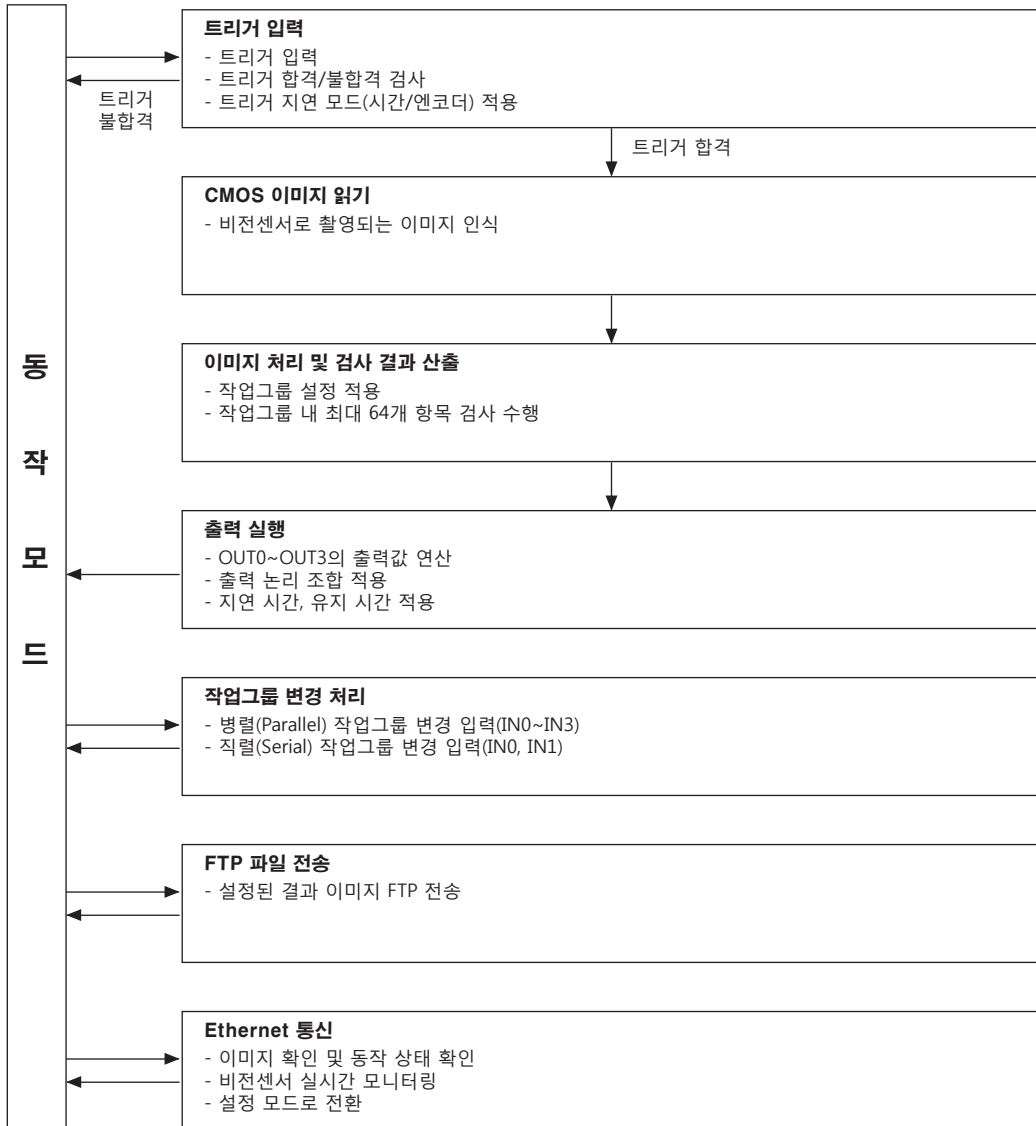 동작모드
트리거 입력
- 트리거 입력
- 트리거 합격/불합격 검사
- 트리거 지연 모드(시간/엔코더) 적용
트리거
불합격
트리거 합격
CMOS 이미지 읽기
- 비전센서로 촬영되는 이미지 인식
이미지 처리 및 검사 결과 산출
- 작업그룹 설정 적용
- 작업그룹 내 최대 64개 항목 검사 수행
출력 실행
- OUT0~OUT3의 출력값 연산
- 출력 논리 조합 적용
- 지연 시간, 유지 시간 적용
작업그룹 변경 처리
- 병렬(Parallel) 작업그룹 변경 입력(IN0~IN3)
- 직렬(Serial) 작업그룹 변경 입력(IN0, IN1)
FTP 파일 전송
- 설정된 결과 이미지 FTP 전송
Ethernet 통신
- 이미지 확인 및 동작 상태 확인
- 비전센서 실시간 모니터링
- 설정 모드로 전환